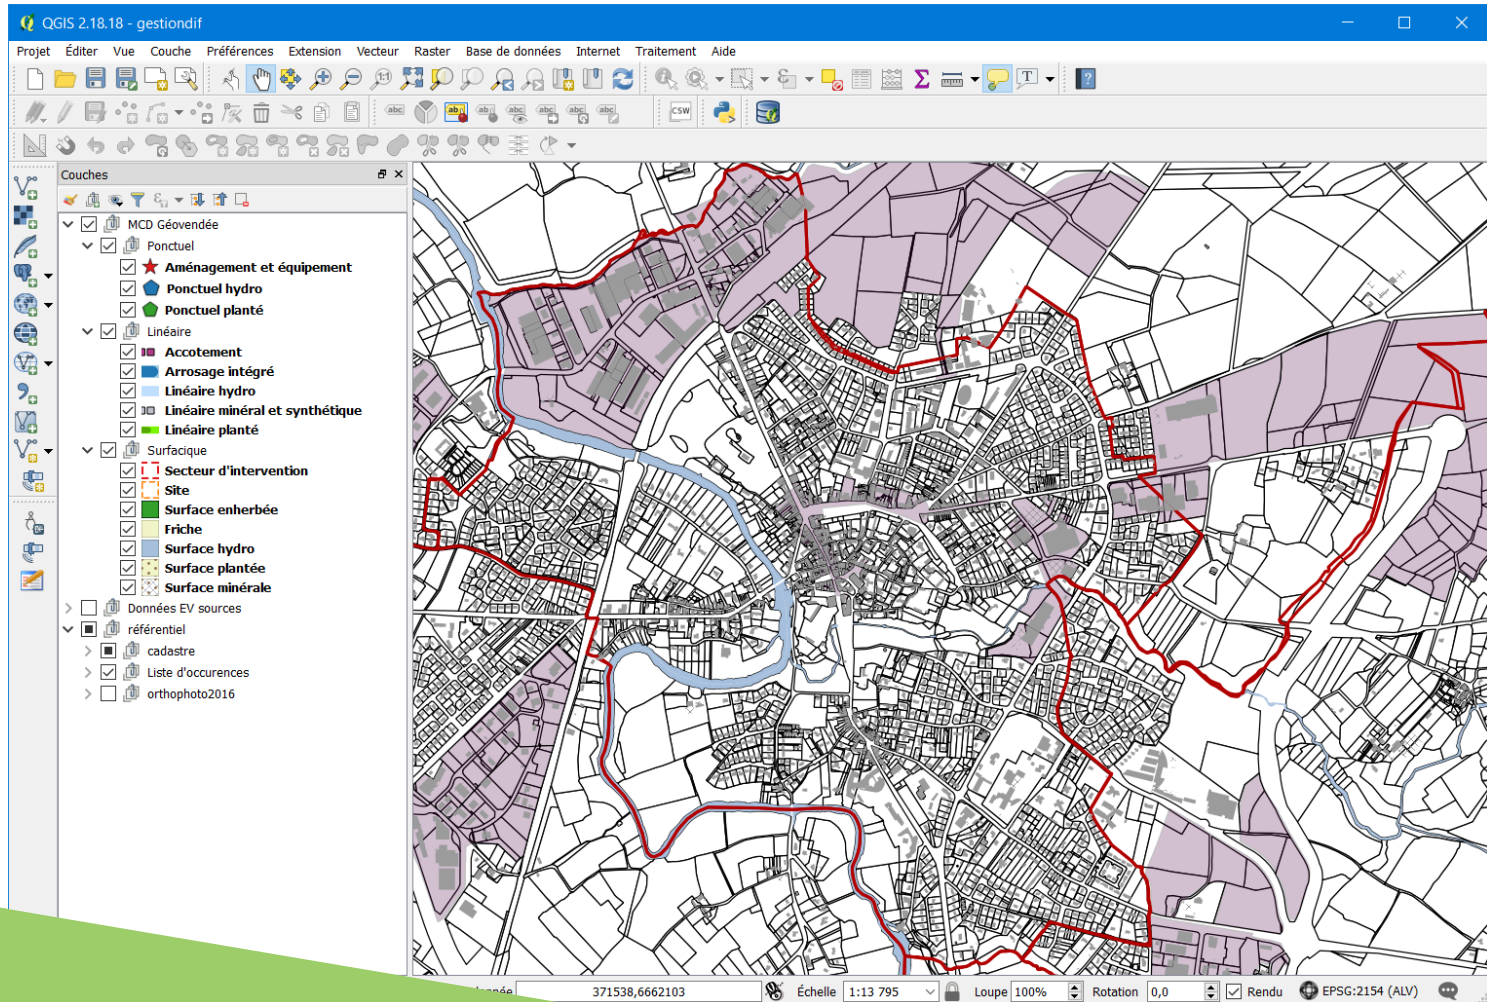 QGIS 2.18.18 - gestiondif
Projet Éditer Vue Couche Préférences Extension Vecteur Raster Base de données Internet Traitement Aide
Couches
MCD Géovendée
Ponctuel
Aménagement et équipement
Ponctuel hydro
Ponctuel planté
Linéaire
Accotement
Arrosage intégré
Linéaire hydro
Linéaire minéral et synthétique
Linéaire planté
Surfacique
Secteur d'intervention
Site
Surface enherbée
Friche
Surface hydro
Surface plantée
Surface minérale
Données EV sources
référentiel
cadastre
Liste d'occurences
orthophoto2016
371538,6662103 Échelle 1:13 795 Loupe 100% Rotation 0,0 Rendu EPSG:2154 (ALV)